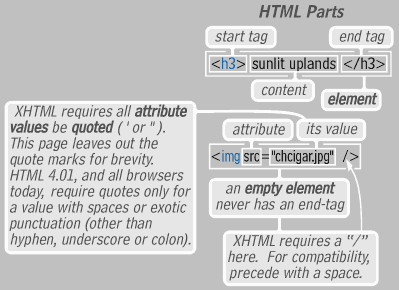 HTML Parts
start tag
end tag
<h3> sunlit uplands </h3>
content
element
XHTML requires all attribute
values be quoted ( ' or " ).
This page leaves out the
quote marks for brevity.
HTML 4.01, and all browsers
today, require quotes only for
a value with spaces or exotic
punctuation (other than
hyphen, underscore or colon).
attribute
its value
<img src="chcigar.jpg" />
an empty element
never has an end-tag
XHTML requires a "/"
here. For compatibility,
precede with a space.